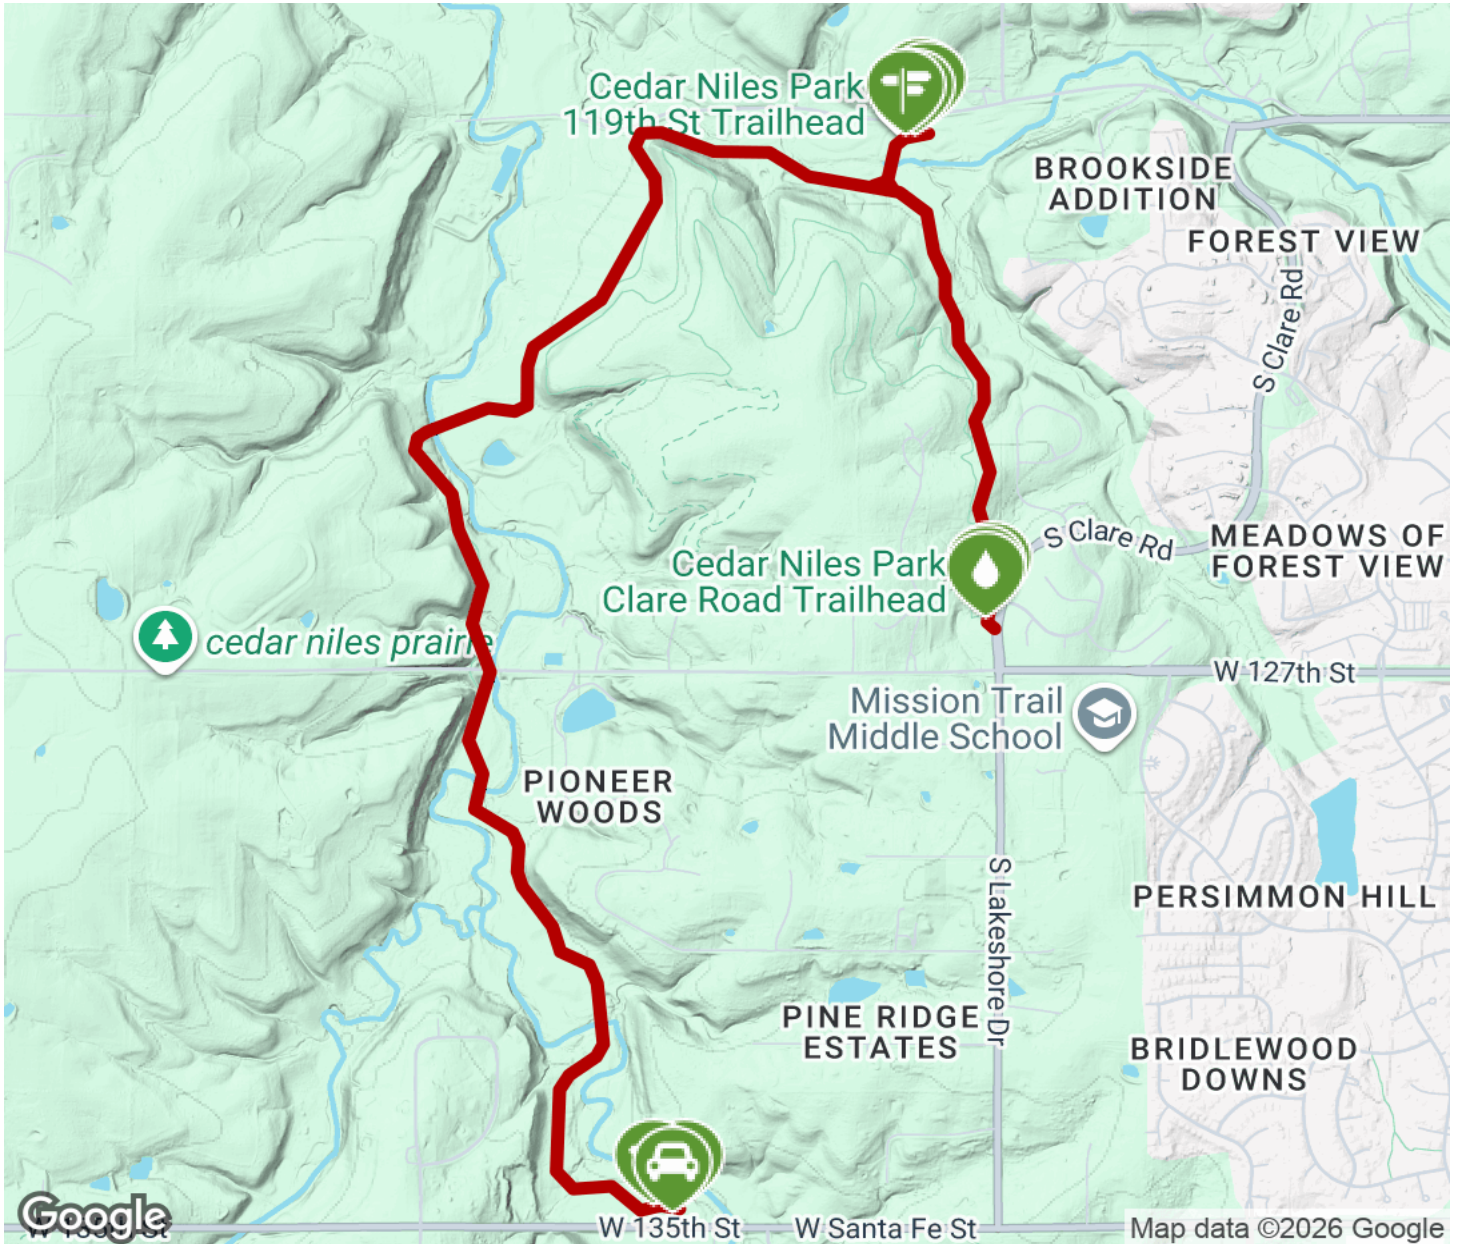 Cedar Niles Park
119th St Trailhead
BROOKSIDE
ADDITION
FOREST VIEW
S Clare Rd
S Clare Rd
MEADOWS OF
FOREST VIEW
Cedar Niles Park
Clare Road Trailhead
cedar niles prairie
W 127th St
Mission Trail
Middle School
PIONEER
WOODS
S Lakeshore Dr
PERSIMMON HILL
PINE RIDGE
ESTATES
BRIDLEWOOD
DOWNS
Google
W 135th St
W 135th St
W Santa Fe St
Map data ©2026 Google